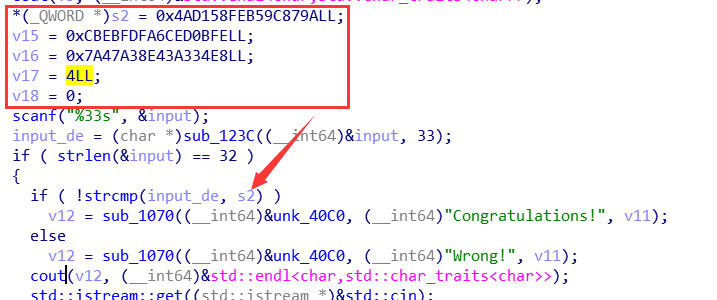 *(_QWORD *)s2 = 0x4AD158FEB59C879ALL;
v15 = 0xCBEBFDFA6CED0BFELL;
v16 = 0x7A47A38E43A334E8LL;
v17 = 4LL;
v18 = 0;
scanf("%33s", &input);
input_de = (char *)sub_123C((__int64)&input, 33);
if ( strlen(&input) == 32 )
{
if ( !strcmp(input_de, s2) )
v12 = sub_1070((__int64)&unk_40C0, (__int64)"Congratulations!", v11);
else
v12 = sub_1070((__int64)&unk_40C0, (__int64)"Wrong!", v11);
cout(v12, (__int64)&std::endl<char,std::char_traits<char>>);
std::istream::get((std::istream *)&std::cin);